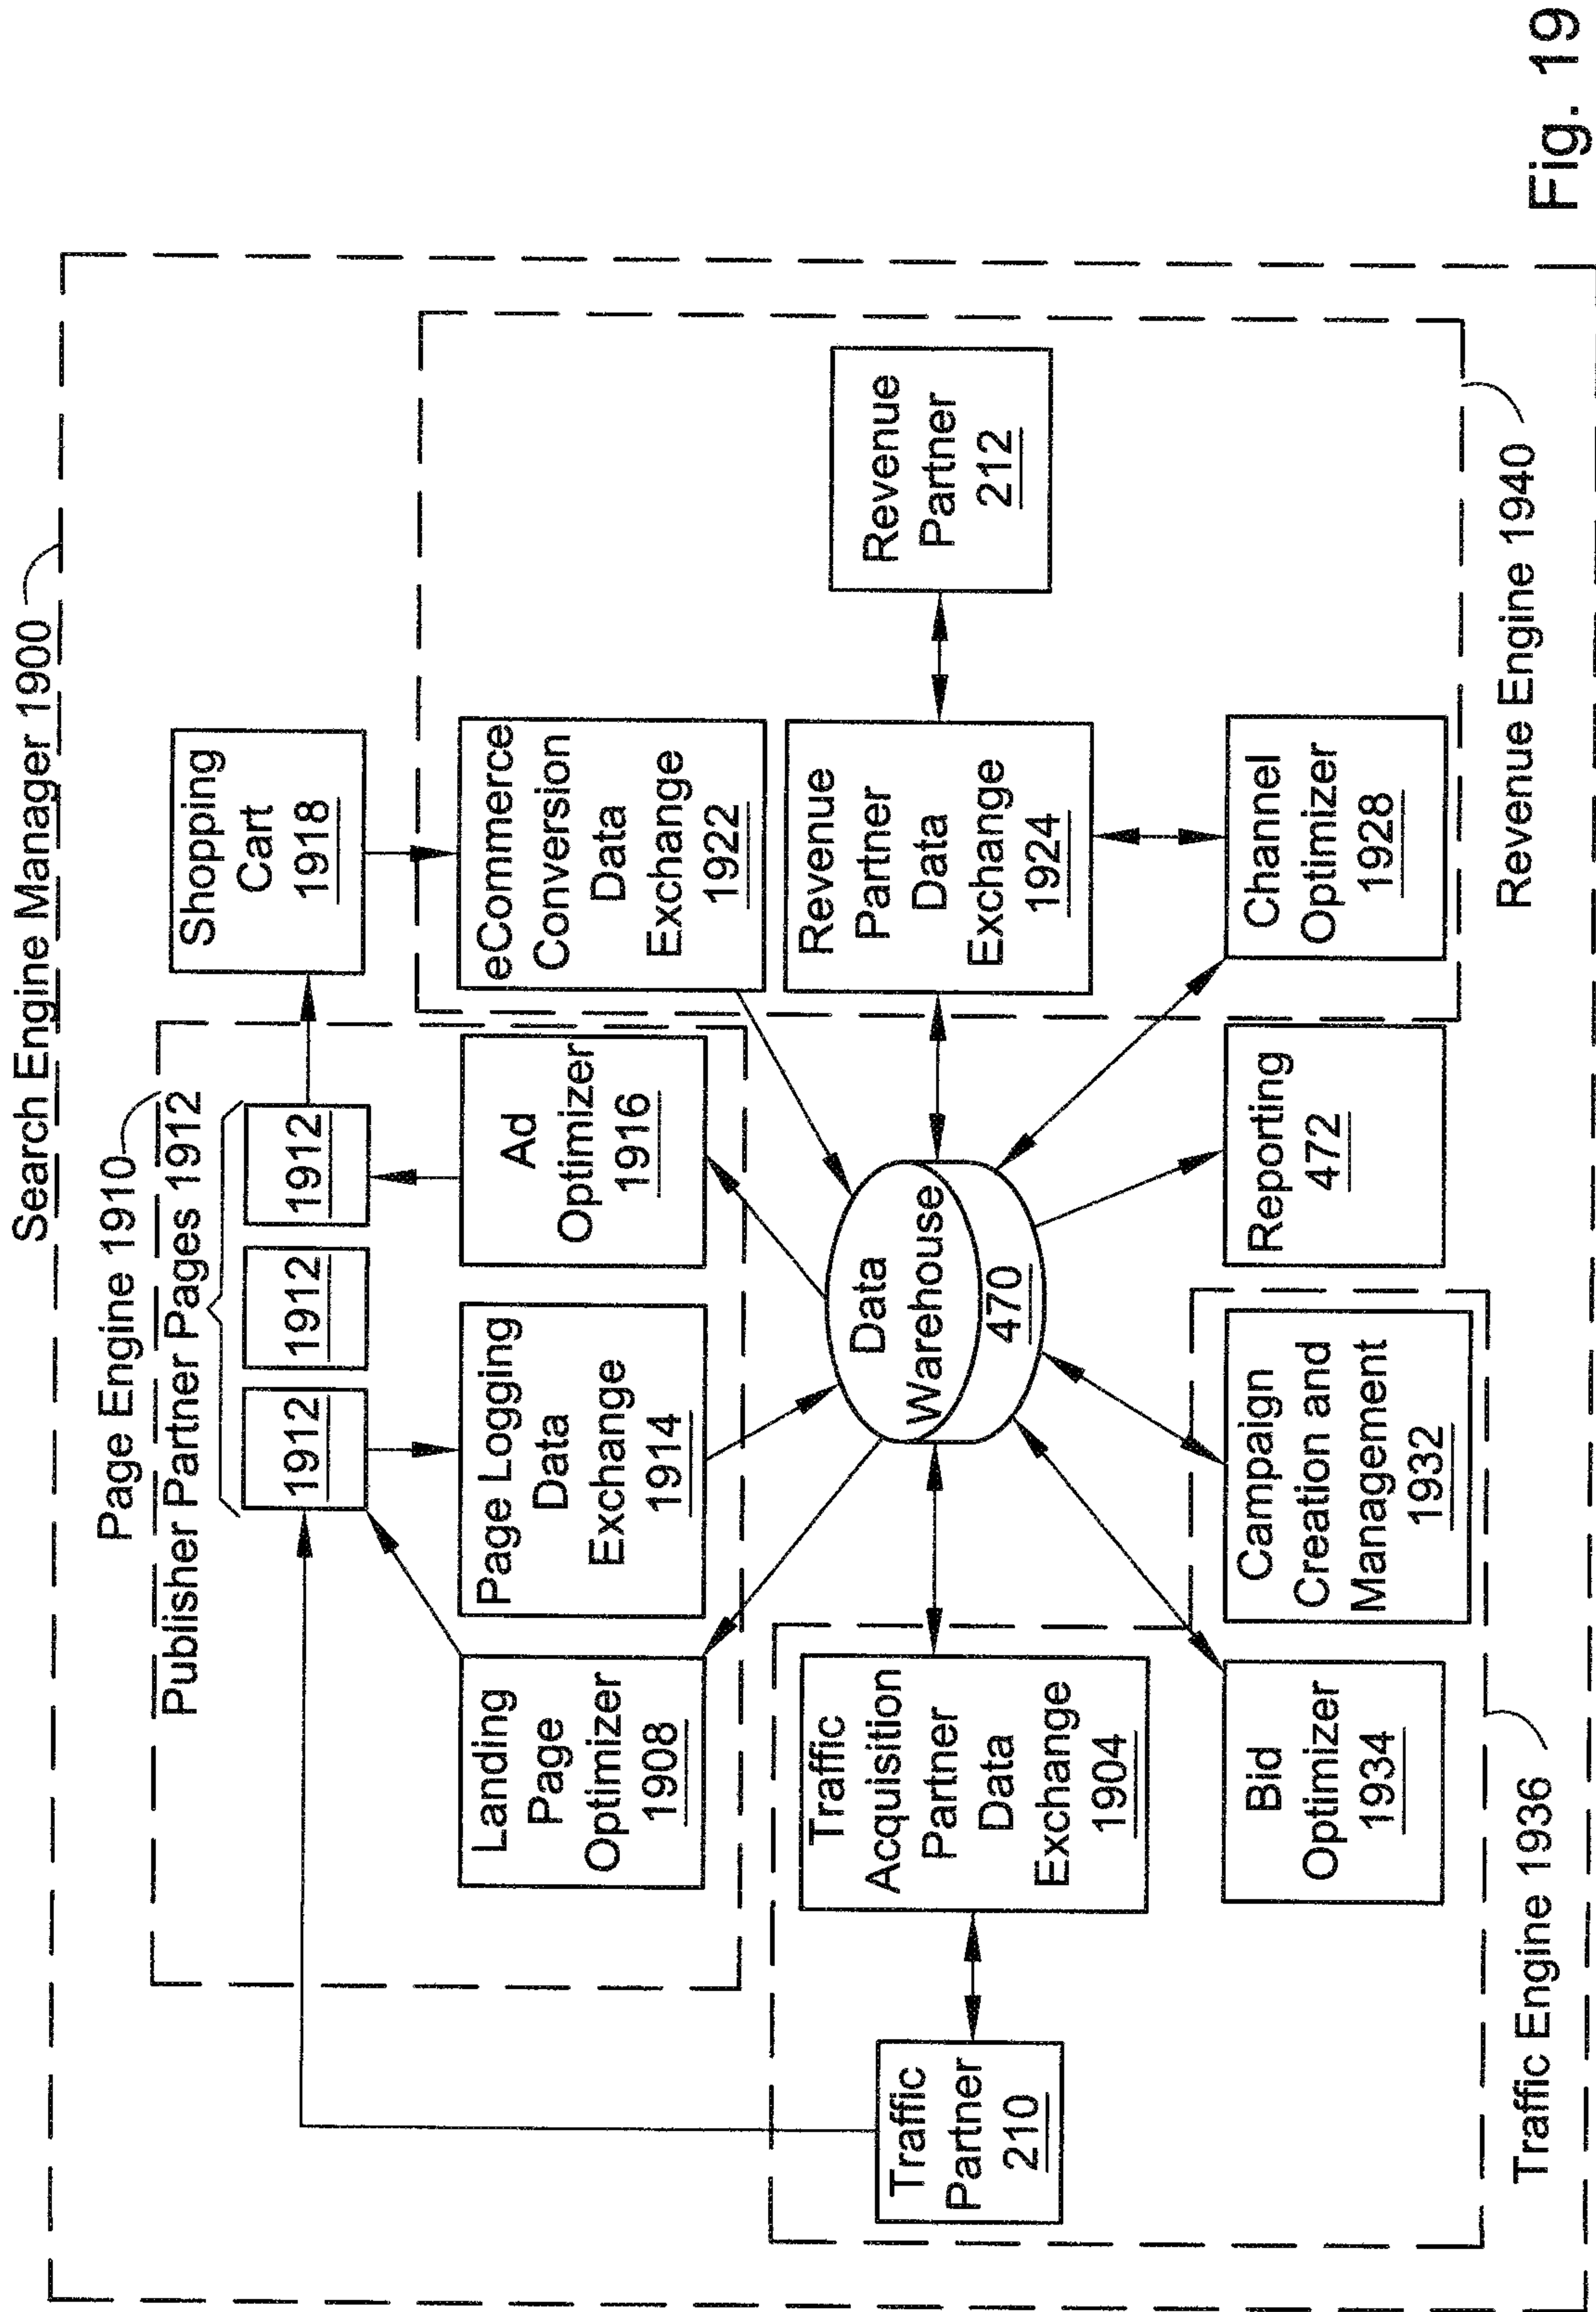 Search Engine Manager 1900
Page Engine 1910
Publisher Partner Pages 1912
1912
1912
1912
Shopping
Cart
1918
Landing
Page
Optimizer
1908
Page Logging
Data
Exchange
1914
Ad
Optimizer
1916
eCommerce
Conversion
Data
Exchange
1922
Traffic
Partner
210
Traffic
Acquisition
Partner
Data
Exchange
1904
Data
Warehouse
470
Revenue
Partner
Data
Exchange
1924
Revenue
Partner
212
Bid
Optimizer
1934
Campaign
Creation and
Management
1932
Reporting
472
Channel
Optimizer
1928
Traffic Engine 1936
Revenue Engine 1940
Fig. 19